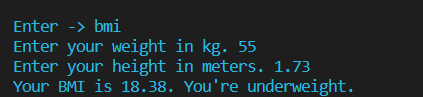 Enter -> bmi
Enter your weight in kg. 55
Enter your height in meters. 1.73
Your BMI is 18.38. You're underweight.